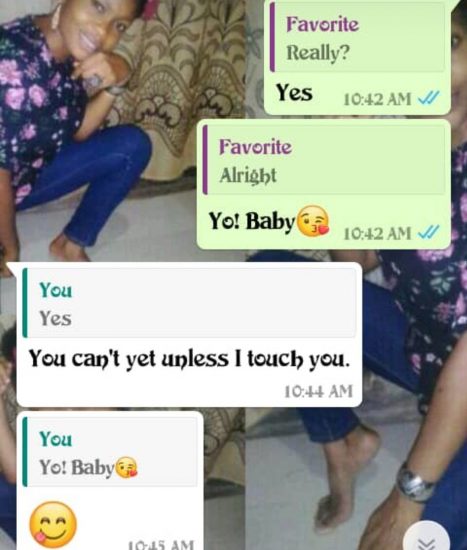 Favorite
Really?
Yes 10:42 AM
Favorite
Alright
Yo! Baby😘 10:42 AM
You
Yes
You can't yet unless I touch you.
10:44 AM
You
Yo! Baby😘
😋
10:45 AM